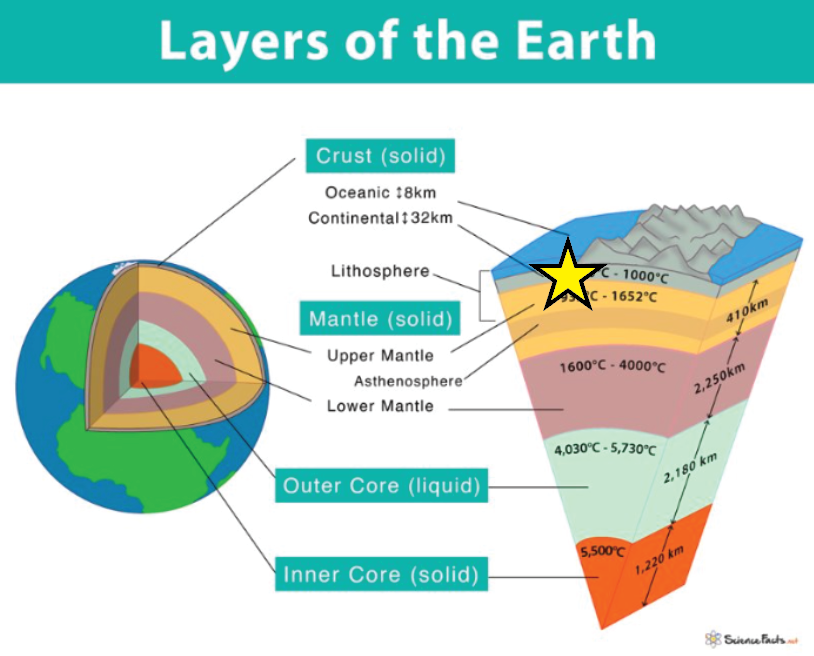 Layers of the Earth
Crust (solid)
Oceanic ↕8km
Continental↕32km
Lithosphere
Mantle (solid)
Upper Mantle
Asthenosphere
Lower Mantle
Outer Core (liquid)
Inner Core (solid)
°C - 1000°C
°C - 1652°C
410km
1600°C - 4000°C
2,250km
4,030°C - 5,730°C
2,180 km
5,500°C
1,220 km
ScienceFacts.net